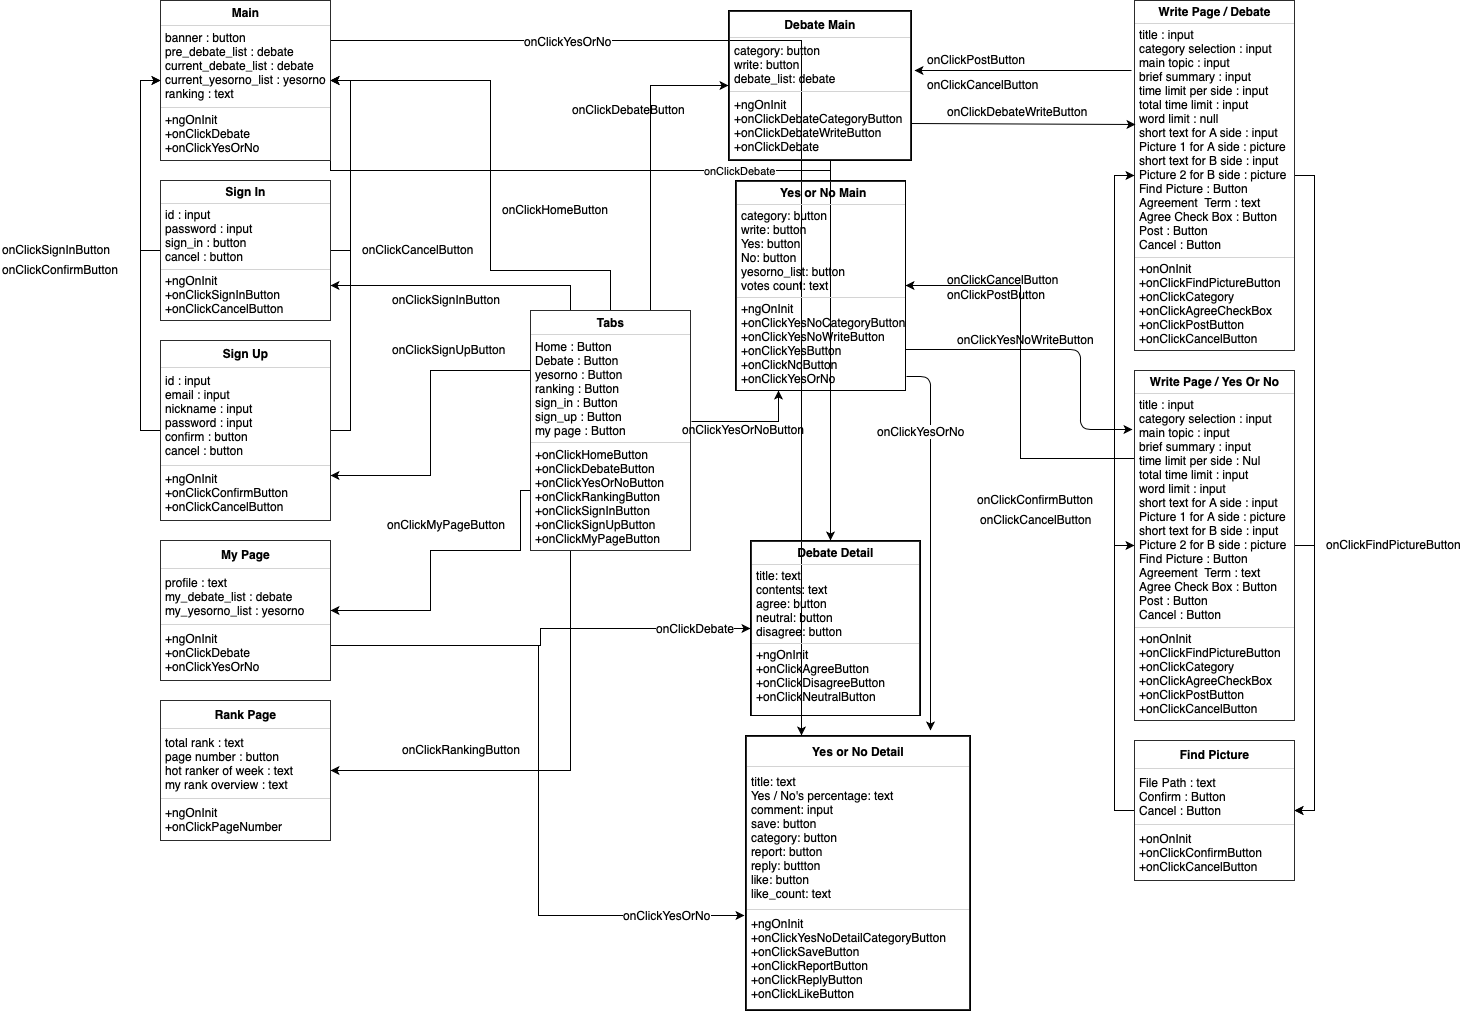 Main
banner : button
pre_debate_list : debate
current_debate_list : debate
current_yesorno_list : yesorno
ranking : text
+ngOnInit
+onClickDebate
+onClickYesOrNo
Sign In
id : input
password : input
sign_in : button
cancel : button
+ngOnInit
+onClickSignInButton
+onClickCancelButton
Sign Up
id : input
email : input
nickname : input
password : input
confirm : button
cancel : button
+ngOnInit
+onClickConfirmButton
+onClickCancelButton
My Page
profile : text
my_debate_list : debate
my_yesorno_list : yesorno
+ngOnInit
+onClickDebate
+onClickYesOrNo
Rank Page
total rank : text
page number : button
hot ranker of week : text
my rank overview : text
+ngOnInit
+onClickPageNumber
onClickSignInButton
onClickConfirmButton
onClickCancelButton
onClickYesOrNo
onClickDebateButton
onClickDebate
onClickHomeButton
onClickSignInButton
onClickSignUpButton
onClickMyPageButton
onClickRankingButton
onClickYesOrNoButton
onClickDebate
onClickYesOrNo
Tabs
Home : Button
Debate : Button
yesorno : Button
ranking : Button
sign_in : Button
sign_up : Button
my page : Button
+onClickHomeButton
+onClickDebateButton
+onClickYesOrNoButton
+onClickRankingButton
+onClickSignInButton
+onClickSignUpButton
+onClickMyPageButton
Debate Main
category: button
write: button
debate_list: debate
+ngOnInit
+onClickDebateCategoryButton
+onClickDebateWriteButton
+onClickDebate
Yes or No Main
category: button
write: button
Yes: button
No: button
yesorno_list: button
votes count: text
+ngOnInit
+onClickYesNoCategoryButton
+onClickYesNoWriteButton
+onClickYesButton
+onClickNoButton
+onClickYesOrNo
Debate Detail
title: text
contents: text
agree: button
neutral: button
disagree: button
+ngOnInit
+onClickAgreeButton
+onClickDisagreeButton
+onClickNeutralButton
Yes or No Detail
title: text
Yes / No's percentage: text
comment: input
save: button
category: button
report: button
reply: buttton
like: button
like_count: text
+ngOnInit
+onClickYesNoDetailCategoryButton
+onClickSaveButton
+onClickReportButton
+onClickReplyButton
+onClickLikeButton
onClickPostButton
onClickCancelButton
onClickDebateWriteButton
onClickCancelButton
onClickPostButton
onClickYesNoWriteButton
onClickYesOrNo
onClickConfirmButton
onClickCancelButton
onClickFindPictureButton
Write Page / Debate
title : input
category selection : input
main topic : input
brief summary : input
time limit per side : input
total time limit : input
word limit : null
short text for A side : input
Picture 1 for A side : picture
short text for B side : input
Picture 2 for B side : picture
Find Picture : Button
Agreement  Term : text
Agree Check Box : Button
Post : Button
Cancel : Button
+onOnInit
+onClickFindPictureButton
+onClickCategory
+onClickAgreeCheckBox
+onClickPostButton
+onClickCancelButton
Write Page / Yes Or No
title : input
category selection : input
main topic : input
brief summary : input
time limit per side : Nul
total time limit : input
word limit : input
short text for A side : input
Picture 1 for A side : picture
short text for B side : input
Picture 2 for B side : picture
Find Picture : Button
Agreement  Term : text
Agree Check Box : Button
Post : Button
Cancel : Button
+onOnInit
+onClickFindPictureButton
+onClickCategory
+onClickAgreeCheckBox
+onClickPostButton
+onClickCancelButton
Find Picture
File Path : text
Confirm : Button
Cancel : Button
+onOnInit
+onClickConfirmButton
+onClickCancelButton